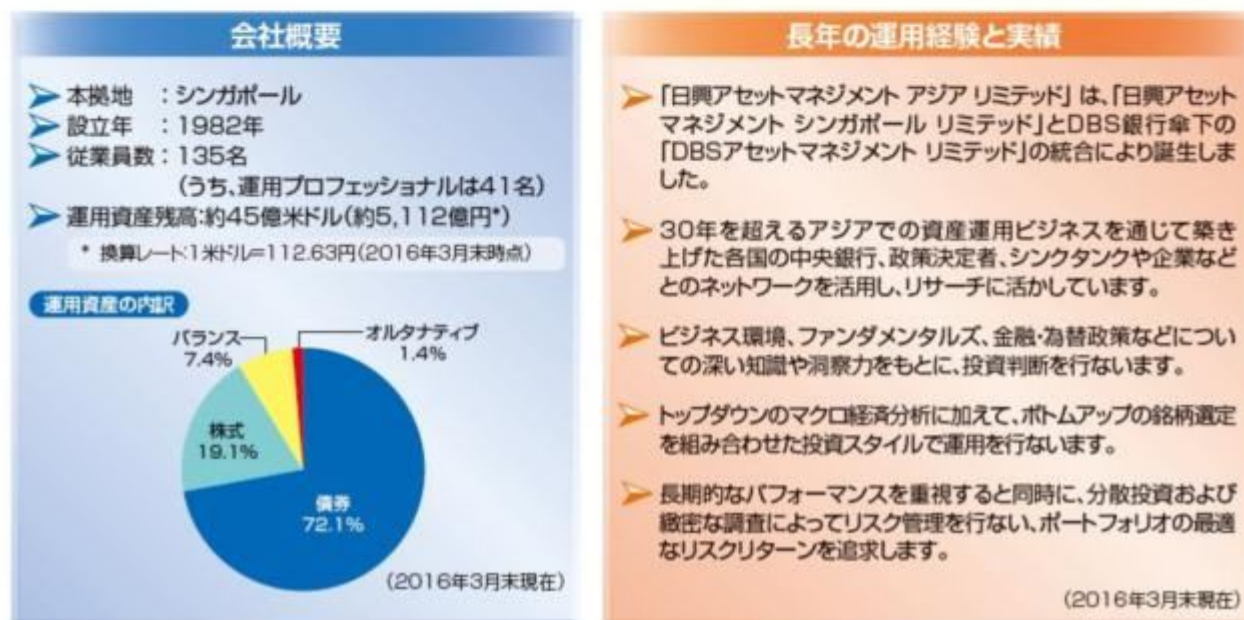 会社概要
➢ 本拠地 :シンガポール
➢ 設立年 :1982年
➢ 従業員数:135名
(うち、運用プロフェッショナルは41名)
➢ 運用資産残高:約45億米ドル(約5,112億円*)
* 換算レート:1米ドル=112.63円(2016年3月末時点)
運用資産の内訳
バランス
7.4%
オルタナティブ
1.4%
株式
19.1%
債券
72.1%
(2016年3月末現在)
長年の運用経験と実績
➢ 「日興アセットマネジメント アジア リミテッド」は、「日興アセット
マネジメント シンガポール リミテッド」とDBS銀行傘下の
「DBSアセットマネジメント リミテッド」の統合により誕生しま
した。
➢ 30年を超えるアジアでの資産運用ビジネスを通じて築き
上げた各国の中央銀行、政策決定者、シンクタンクや企業など
とのネットワークを活用し、リサーチに活かしています。
➢ ビジネス環境、ファンダメンタルズ、金融・為替政策などについ
ての深い知識や洞察力をもとに、投資判断を行ないます。
➢ トップダウンのマクロ経済分析に加えて、ボトムアップの銘柄選定
を組み合わせた投資スタイルで運用を行ないます。
➢ 長期的なパフォーマンスを重視すると同時に、分散投資および
緻密な調査によってリスク管理を行ない、ポートフォリオの最適
なリスクリターンを追求します。
(2016年3月末現在)